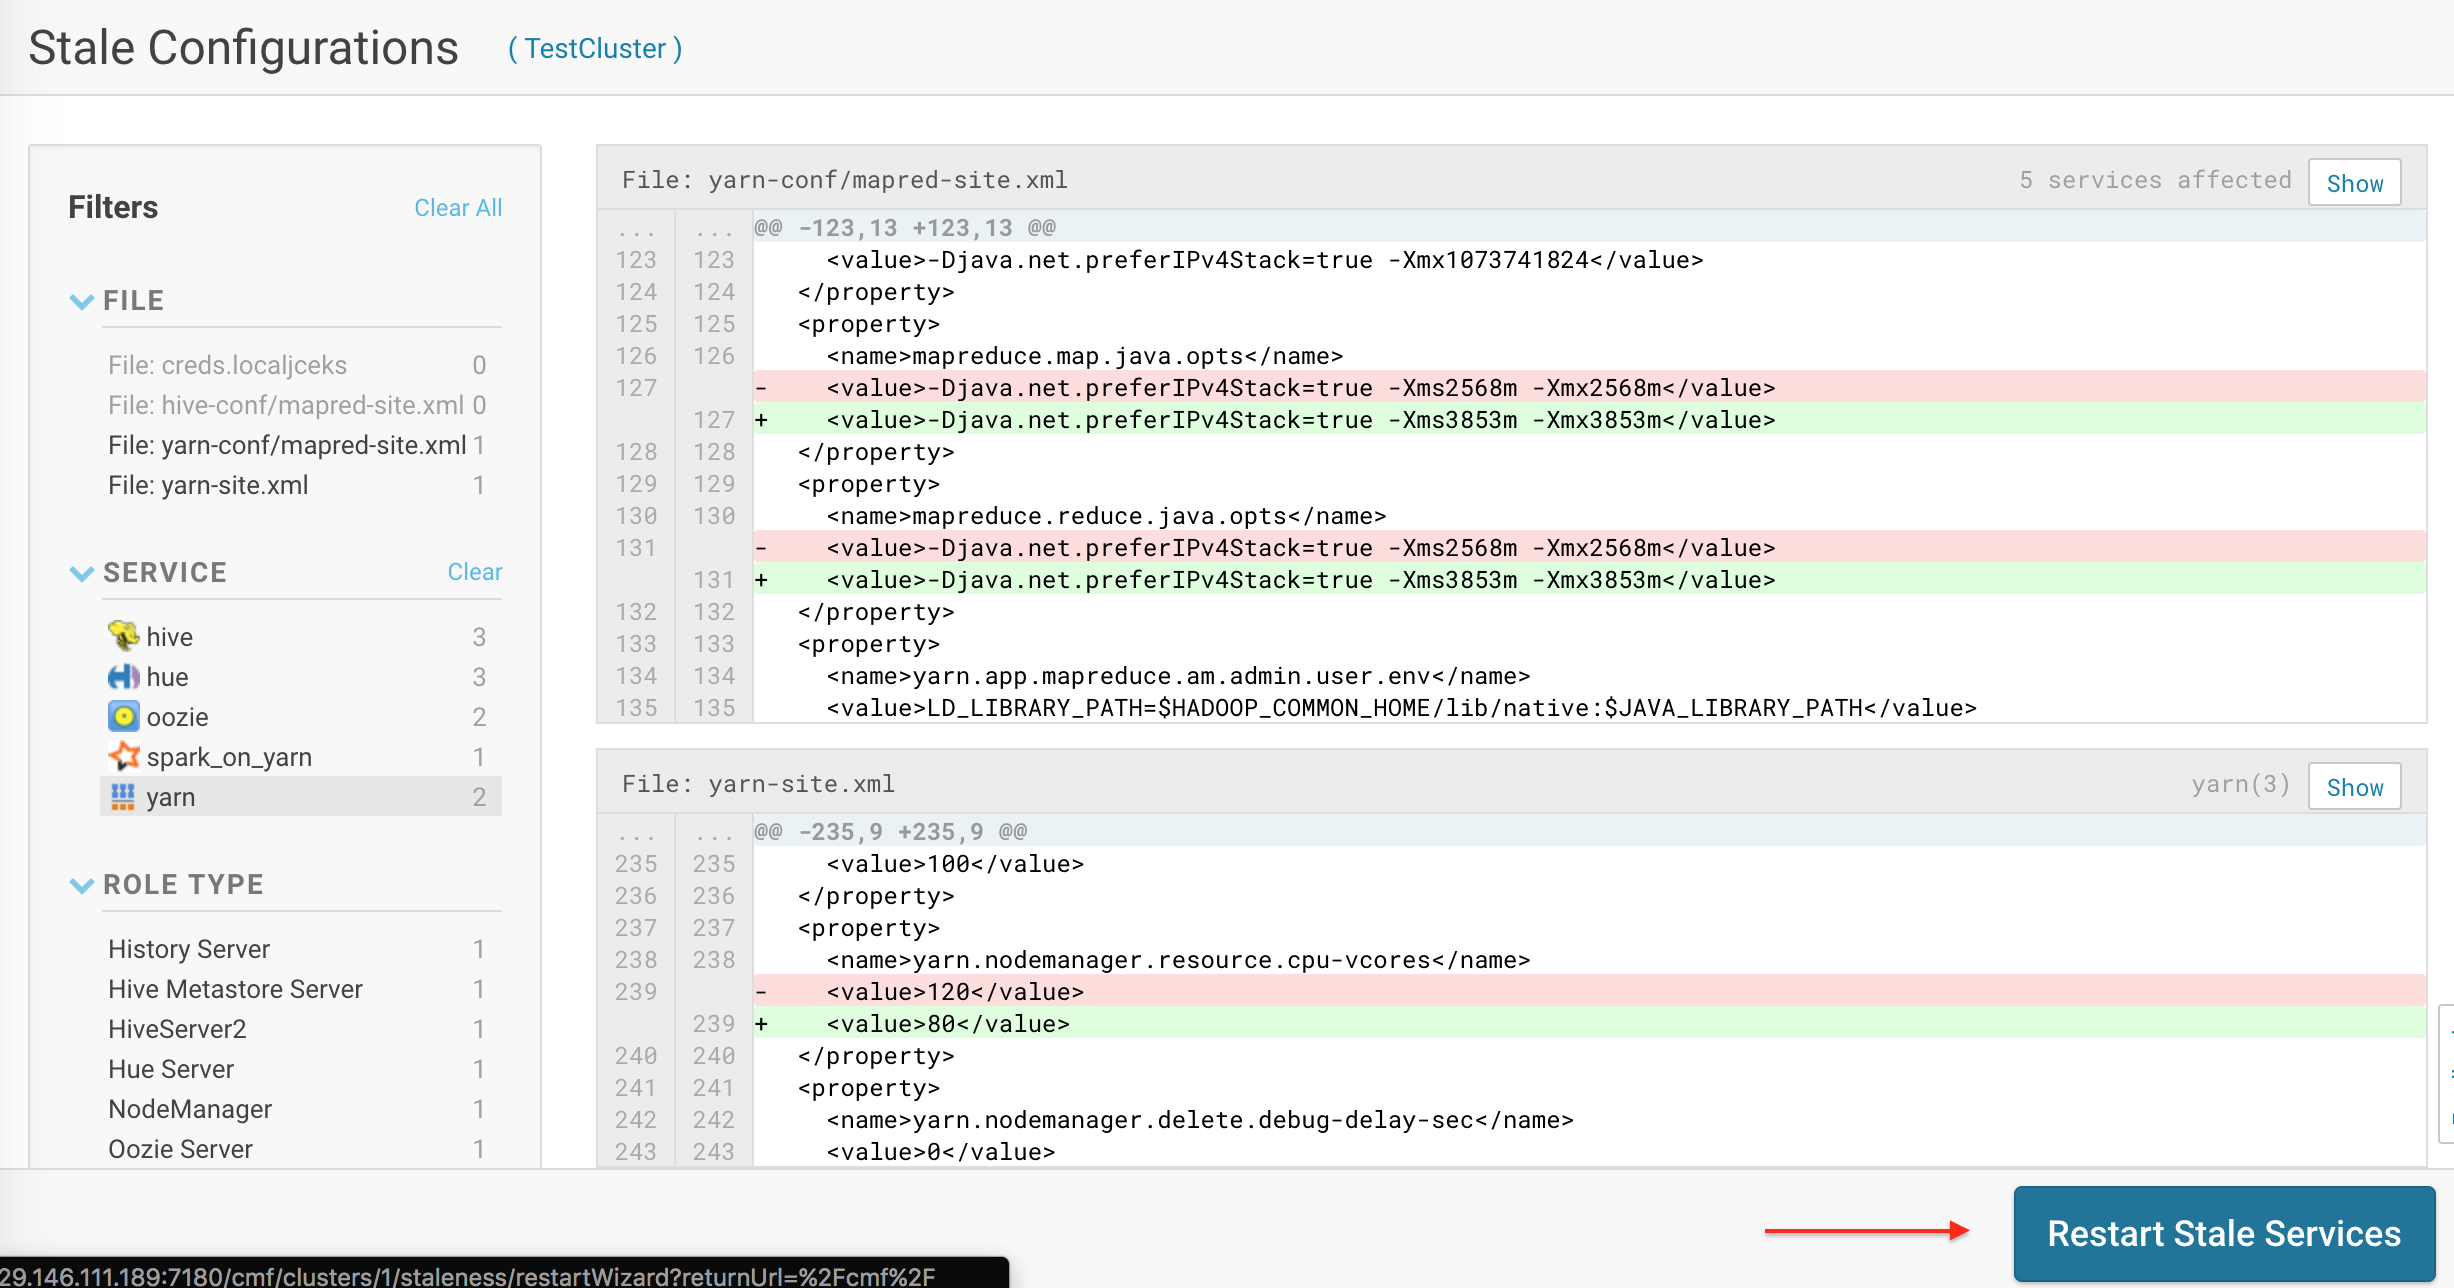 Stale Configurations ( TestCluster )
Filters Clear All
FILE
File: creds.localjceks 0
File: hive-conf/mapred-site.xml 0
File: yarn-conf/mapred-site.xml 1
File: yarn-site.xml 1
SERVICE Clear
hive 3
hue 3
oozie 2
spark_on_yarn 1
yarn 2
ROLE TYPE
History Server 1
Hive Metastore Server 1
HiveServer2 1
Hue Server 1
NodeManager 1
Oozie Server 1
File: yarn-conf/mapred-site.xml 5 services affected Show
... ... @@ -123,13 +123,13 @@
123 123 <value>-Djava.net.preferIPv4Stack=true -Xmx1073741824</value>
124 124 </property>
125 125 <property>
126 126 <name>mapreduce.map.java.opts</name>
127 - <value>-Djava.net.preferIPv4Stack=true -Xms2568m -Xmx2568m</value>
127 + <value>-Djava.net.preferIPv4Stack=true -Xms3853m -Xmx3853m</value>
128 128 </property>
129 129 <property>
130 130 <name>mapreduce.reduce.java.opts</name>
131 - <value>-Djava.net.preferIPv4Stack=true -Xms2568m -Xmx2568m</value>
131 + <value>-Djava.net.preferIPv4Stack=true -Xms3853m -Xmx3853m</value>
132 132 </property>
133 133 <property>
134 134 <name>yarn.app.mapreduce.am.admin.user.env</name>
135 135 <value>LD_LIBRARY_PATH=$HADOOP_COMMON_HOME/lib/native:$JAVA_LIBRARY_PATH</value>
File: yarn-site.xml yarn(3) Show
... ... @@ -235,9 +235,9 @@
235 235 <value>100</value>
236 236 </property>
237 237 <property>
238 238 <name>yarn.nodemanager.resource.cpu-vcores</name>
239 - <value>120</value>
239 + <value>80</value>
240 240 </property>
241 241 <property>
242 242 <name>yarn.nodemanager.delete.debug-delay-sec</name>
243 243 <value>0</value>
Restart Stale Services
29.146.111.189:7180/cmf/clusters/1/staleness/restartWizard?returnUrl=%2Fcmf%2F